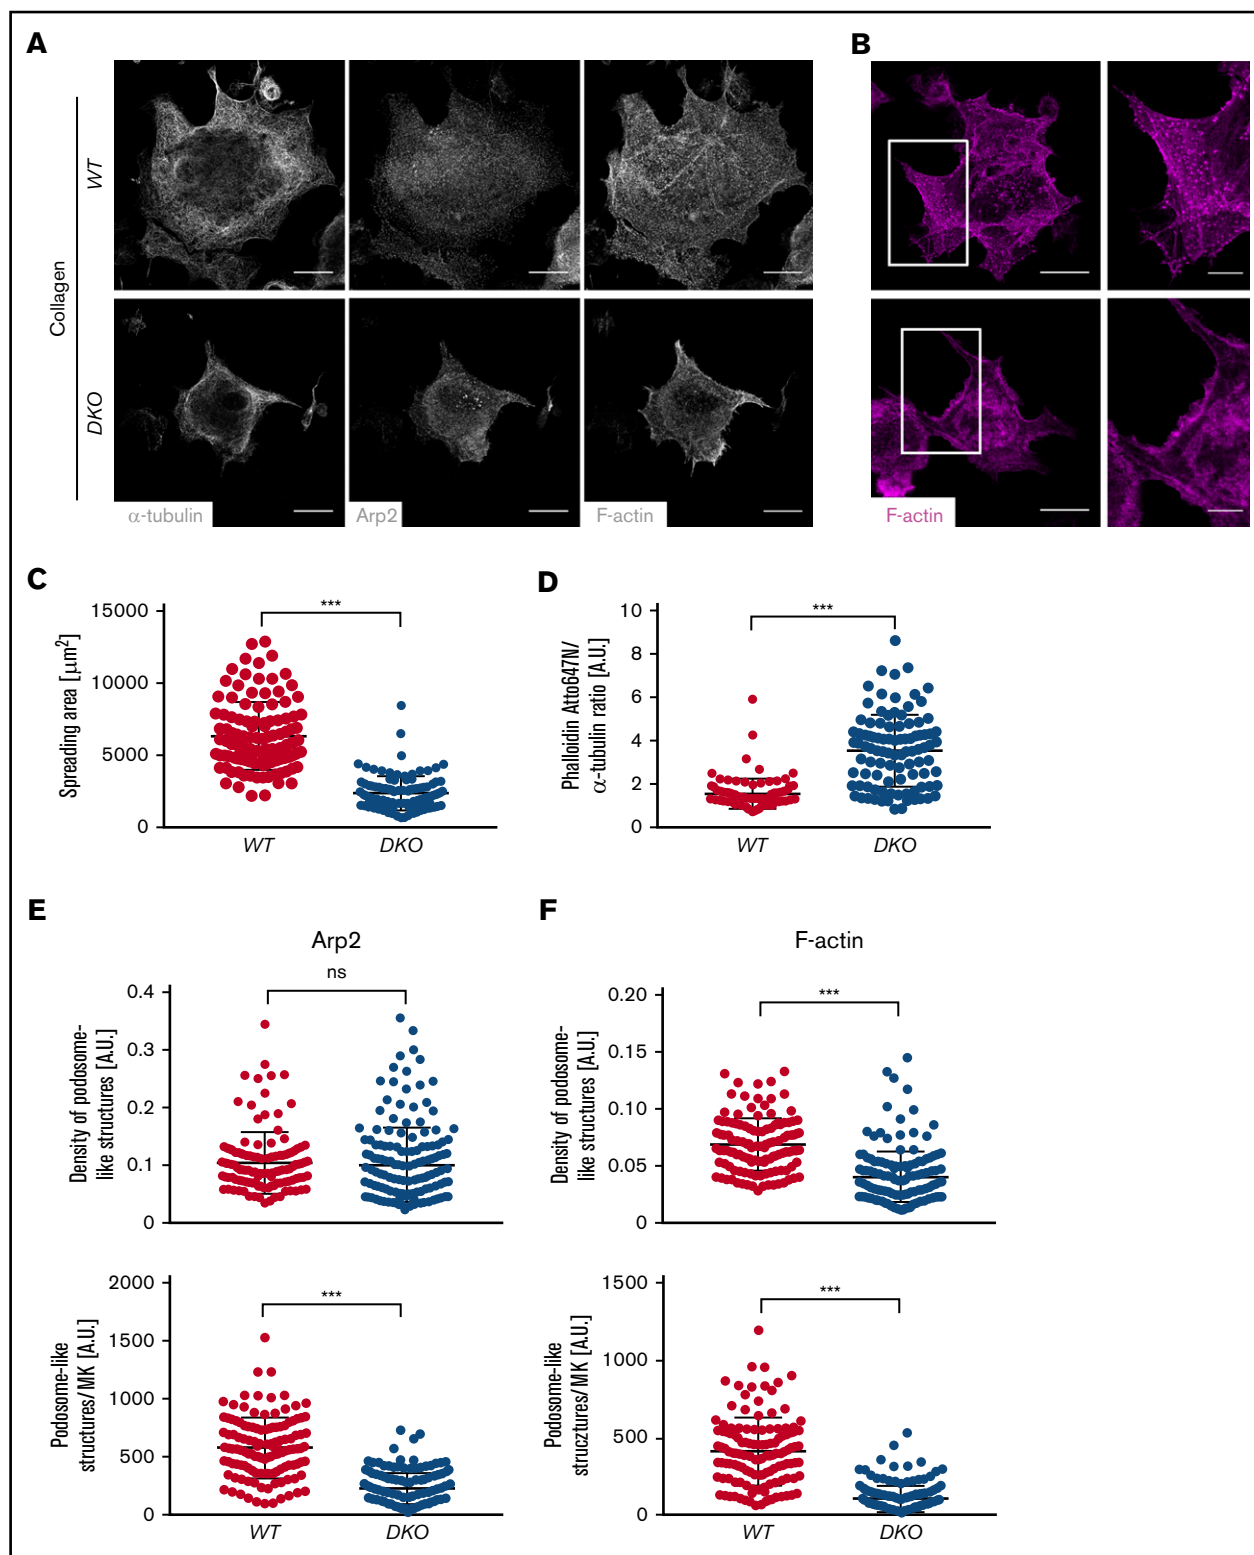 A
B
Collagen
WT
DKO
α-tubulin
Arp2
F-actin
F-actin
C
Spreading area [μm²]
15000
10000
5000
0
***
WT
DKO
D
Phalloidin Atto647N/
α-tubulin ratio [A.U.]
10
8
6
4
2
0
***
WT
DKO
E
Arp2
ns
Density of podosome-
like structures [A.U.]
0.4
0.3
0.2
0.1
0
Podosome-like
structures/MK [A.U.]
2000
1500
1000
500
0
***
WT
DKO
F
F-actin
***
Density of podosome-
like structures [A.U.]
0.20
0.15
0.10
0.05
0
Podosome-like
strucztures/MK [A.U.]
1500
1000
500
0
***
WT
DKO